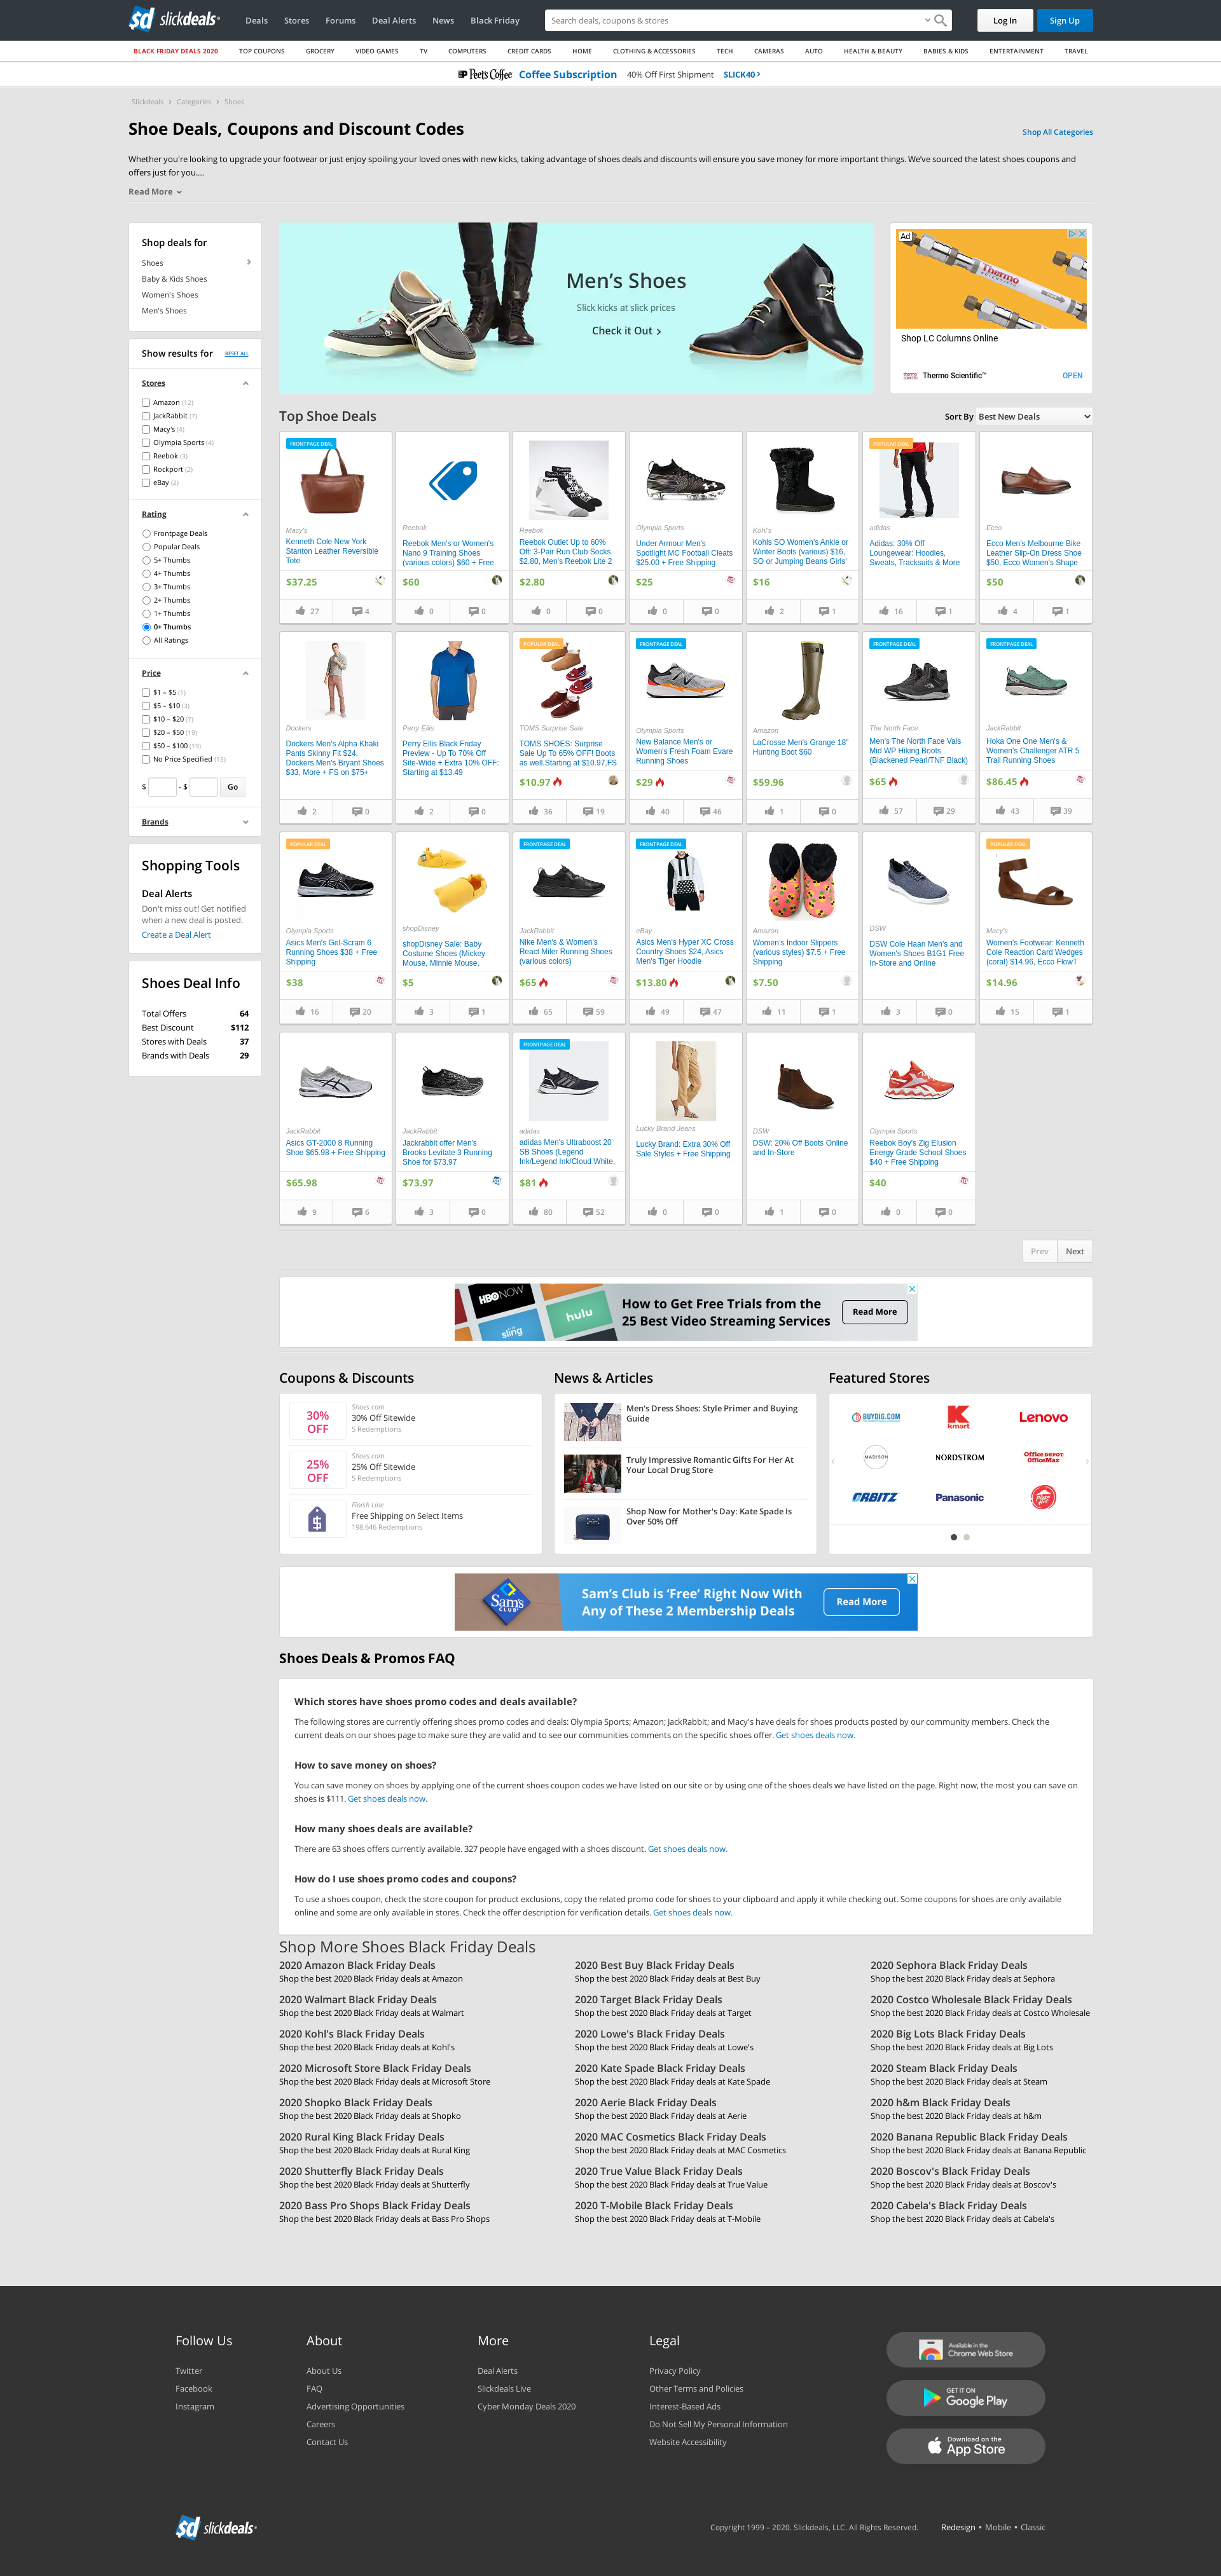 slickdeals
Deals
Stores
Forums
Deal Alerts
News
Black Friday
Search deals, coupons & stores
Log In
Sign Up
BLACK FRIDAY DEALS 2020
TOP COUPONS
GROCERY
VIDEO GAMES
TV
COMPUTERS
CREDIT CARDS
HOME
CLOTHING & ACCESSORIES
TECH
CAMERAS
AUTO
HEALTH & BEAUTY
BABIES & KIDS
ENTERTAINMENT
TRAVEL
Peet's Coffee Coffee Subscription 40% Off First Shipment SLICK40
Slickdeals › Categories › Shoes
Shoe Deals, Coupons and Discount Codes
Shop All Categories
Whether you're looking to upgrade your footwear or just enjoy spoiling your loved ones with new kicks, taking advantage of shoes deals and discounts will ensure you save money for more important things. We've sourced the latest shoes coupons and
offers just for you....
Read More
Shop deals for
Shoes
Baby & Kids Shoes
Women's Shoes
Men's Shoes
Show results for
RESET ALL
Stores
Amazon (12)
JackRabbit (7)
Macy's (4)
Olympia Sports (4)
Reebok (3)
Rockport (2)
eBay (2)
Rating
Frontpage Deals
Popular Deals
5+ Thumbs
4+ Thumbs
3+ Thumbs
2+ Thumbs
1+ Thumbs
0+ Thumbs
All Ratings
Price
$1 – $5 (1)
$5 – $10 (3)
$10 – $20 (7)
$20 – $50 (19)
$50 – $100 (19)
No Price Specified (15)
$ - $ Go
Brands
Shopping Tools
Deal Alerts
Don't miss out! Get notified
when a new deal is posted.
Create a Deal Alert
Shoes Deal Info
Total Offers 64
Best Discount $112
Stores with Deals 37
Brands with Deals 29
Men's Shoes
Slick kicks at slick prices
Check it Out ›
Ad
Thermo
Shop LC Columns Online
Thermo Scientific™
OPEN
Top Shoe Deals
Sort By Best New Deals
FRONTPAGE DEAL
Macy's
Kenneth Cole New York
Stanton Leather Reversible
Tote
$37.25
27 4
Reebok
Reebok Men's or Women's
Nano 9 Training Shoes
(various colors) $60 + Free
$60
0 0
Reebok
Reebok Outlet Up to 60%
Off: 3-Pair Run Club Socks
$2.80, Men's Reebok Lite 2
$2.80
0 0
Olympia Sports
Under Armour Men's
Spotlight MC Football Cleats
$25.00 + Free Shipping
$25
0 0
Kohl's
Kohls SO Women's Ankle or
Winter Boots (various) $16,
SO or Jumping Beans Girls'
$16
2 1
POPULAR DEAL
adidas
Adidas: 30% Off
Loungewear: Hoodies,
Sweats, Tracksuits & More
16 1
Ecco
Ecco Men's Melbourne Bike
Leather Slip-On Dress Shoe
$50, Ecco Women's Shape
$50
4 1
Dockers
Dockers Men's Alpha Khaki
Pants Skinny Fit $24,
Dockers Men's Bryant Shoes
$33, More + FS on $75+
2 0
Perry Ellis
Perry Ellis Black Friday
Preview - Up To 70% Off
Site-Wide + Extra 10% OFF:
Starting at $13.49
2 0
POPULAR DEAL
TOMS Surprise Sale
TOMS SHOES: Surprise
Sale Up To 65% OFF! Boots
as well.Starting at $10.97,FS
$10.97
36 19
FRONTPAGE DEAL
Olympia Sports
New Balance Men's or
Women's Fresh Foam Evare
Running Shoes
$29
40 46
Amazon
LaCrosse Men's Grange 18"
Hunting Boot $60
$59.96
1 0
FRONTPAGE DEAL
The North Face
Men's The North Face Vals
Mid WP Hiking Boots
(Blackened Pearl/TNF Black)
$65
57 29
FRONTPAGE DEAL
JackRabbit
Hoka One One Men's &
Women's Challenger ATR 5
Trail Running Shoes
$86.45
43 39
POPULAR DEAL
Olympia Sports
Asics Men's Gel-Scram 6
Running Shoes $38 + Free
Shipping
$38
16 20
shopDisney
shopDisney Sale: Baby
Costume Shoes (Mickey
Mouse, Minnie Mouse,
$5
3 1
FRONTPAGE DEAL
JackRabbit
Nike Men's & Women's
React Miler Running Shoes
(various colors)
$65
65 59
FRONTPAGE DEAL
eBay
Asics Men's Hyper XC Cross
Country Shoes $24, Asics
Men's Tiger Hoodie
$13.80
49 47
Amazon
Women's Indoor Slippers
(various styles) $7.5 + Free
Shipping
$7.50
11 1
DSW
DSW Cole Haan Men's and
Women's Shoes B1G1 Free
In-Store and Online
3 0
POPULAR DEAL
Macy's
Women's Footwear: Kenneth
Cole Reaction Card Wedges
(coral) $14.96, Ecco FlowT
$14.96
15 1
JackRabbit
Asics GT-2000 8 Running
Shoe $65.98 + Free Shipping
$65.98
9 6
JackRabbit
Jackrabbit offer Men's
Brooks Levitate 3 Running
Shoe for $73.97
$73.97
3 0
FRONTPAGE DEAL
adidas
adidas Men's Ultraboost 20
SB Shoes (Legend
Ink/Legend Ink/Cloud White,
$81
80 52
Lucky Brand Jeans
Lucky Brand: Extra 30% Off
Sale Styles + Free Shipping
0 0
DSW
DSW: 20% Off Boots Online
and In-Store
1 0
Olympia Sports
Reebok Boy's Zig Elusion
Energy Grade School Shoes
$40 + Free Shipping
$40
0 0
Prev
Next
HBO NOW
hulu
sling
How to Get Free Trials from the
25 Best Video Streaming Services
Read More
Coupons & Discounts
30%
OFF
Shoes.com
30% Off Sitewide
5 Redemptions
25%
OFF
Shoes.com
25% Off Sitewide
5 Redemptions
Finish Line
Free Shipping on Select Items
198,646 Redemptions
News & Articles
Men's Dress Shoes: Style Primer and Buying
Guide
Truly Impressive Romantic Gifts For Her At
Your Local Drug Store
Shop Now for Mother's Day: Kate Spade Is
Over 50% Off
Featured Stores
BUYDIG.COM
kmart
Lenovo
MADISON
NORDSTROM
Office DEPOT
OfficeMax
ORBITZ
Panasonic
Pizza Hut
Sam's
CLUB
Sam's Club is 'Free' Right Now With
Any of These 2 Membership Deals
Read More
Shoes Deals & Promos FAQ
Which stores have shoes promo codes and deals available?
The following stores are currently offering shoes promo codes and deals: Olympia Sports; Amazon; JackRabbit; and Macy's have deals for shoes products posted by our community members. Check the
current deals on our shoes page to make sure they are valid and to see our communities comments on the specific shoes offer. Get shoes deals now.
How to save money on shoes?
You can save money on shoes by applying one of the current shoes coupon codes we have listed on our site or by using one of the shoes deals we have listed on the page. Right now, the most you can save on
shoes is $111. Get shoes deals now.
How many shoes deals are available?
There are 63 shoes offers currently available. 327 people have engaged with a shoes discount. Get shoes deals now.
How do I use shoes promo codes and coupons?
To use a shoes coupon, check the store coupon for product exclusions, copy the related promo code for shoes to your clipboard and apply it while checking out. Some coupons for shoes are only available
online and some are only available in stores. Check the offer description for verification details. Get shoes deals now.
Shop More Shoes Black Friday Deals
2020 Amazon Black Friday Deals
Shop the best 2020 Black Friday deals at Amazon
2020 Best Buy Black Friday Deals
Shop the best 2020 Black Friday deals at Best Buy
2020 Sephora Black Friday Deals
Shop the best 2020 Black Friday deals at Sephora
2020 Walmart Black Friday Deals
Shop the best 2020 Black Friday deals at Walmart
2020 Target Black Friday Deals
Shop the best 2020 Black Friday deals at Target
2020 Costco Wholesale Black Friday Deals
Shop the best 2020 Black Friday deals at Costco Wholesale
2020 Kohl's Black Friday Deals
Shop the best 2020 Black Friday deals at Kohl's
2020 Lowe's Black Friday Deals
Shop the best 2020 Black Friday deals at Lowe's
2020 Big Lots Black Friday Deals
Shop the best 2020 Black Friday deals at Big Lots
2020 Microsoft Store Black Friday Deals
Shop the best 2020 Black Friday deals at Microsoft Store
2020 Kate Spade Black Friday Deals
Shop the best 2020 Black Friday deals at Kate Spade
2020 Steam Black Friday Deals
Shop the best 2020 Black Friday deals at Steam
2020 Shopko Black Friday Deals
Shop the best 2020 Black Friday deals at Shopko
2020 Aerie Black Friday Deals
Shop the best 2020 Black Friday deals at Aerie
2020 h&m Black Friday Deals
Shop the best 2020 Black Friday deals at h&m
2020 Rural King Black Friday Deals
Shop the best 2020 Black Friday deals at Rural King
2020 MAC Cosmetics Black Friday Deals
Shop the best 2020 Black Friday deals at MAC Cosmetics
2020 Banana Republic Black Friday Deals
Shop the best 2020 Black Friday deals at Banana Republic
2020 Shutterfly Black Friday Deals
Shop the best 2020 Black Friday deals at Shutterfly
2020 True Value Black Friday Deals
Shop the best 2020 Black Friday deals at True Value
2020 Boscov's Black Friday Deals
Shop the best 2020 Black Friday deals at Boscov's
2020 Bass Pro Shops Black Friday Deals
Shop the best 2020 Black Friday deals at Bass Pro Shops
2020 T-Mobile Black Friday Deals
Shop the best 2020 Black Friday deals at T-Mobile
2020 Cabela's Black Friday Deals
Shop the best 2020 Black Friday deals at Cabela's
Follow Us
Twitter
Facebook
Instagram
About
About Us
FAQ
Advertising Opportunities
Careers
Contact Us
More
Deal Alerts
Slickdeals Live
Cyber Monday Deals 2020
Legal
Privacy Policy
Other Terms and Policies
Interest-Based Ads
Do Not Sell My Personal Information
Website Accessibility
Available in the
Chrome Web Store
GET IT ON
Google Play
Download on the
App Store
slickdeals
Copyright 1999 – 2020. Slickdeals, LLC. All Rights Reserved.
Redesign • Mobile • Classic